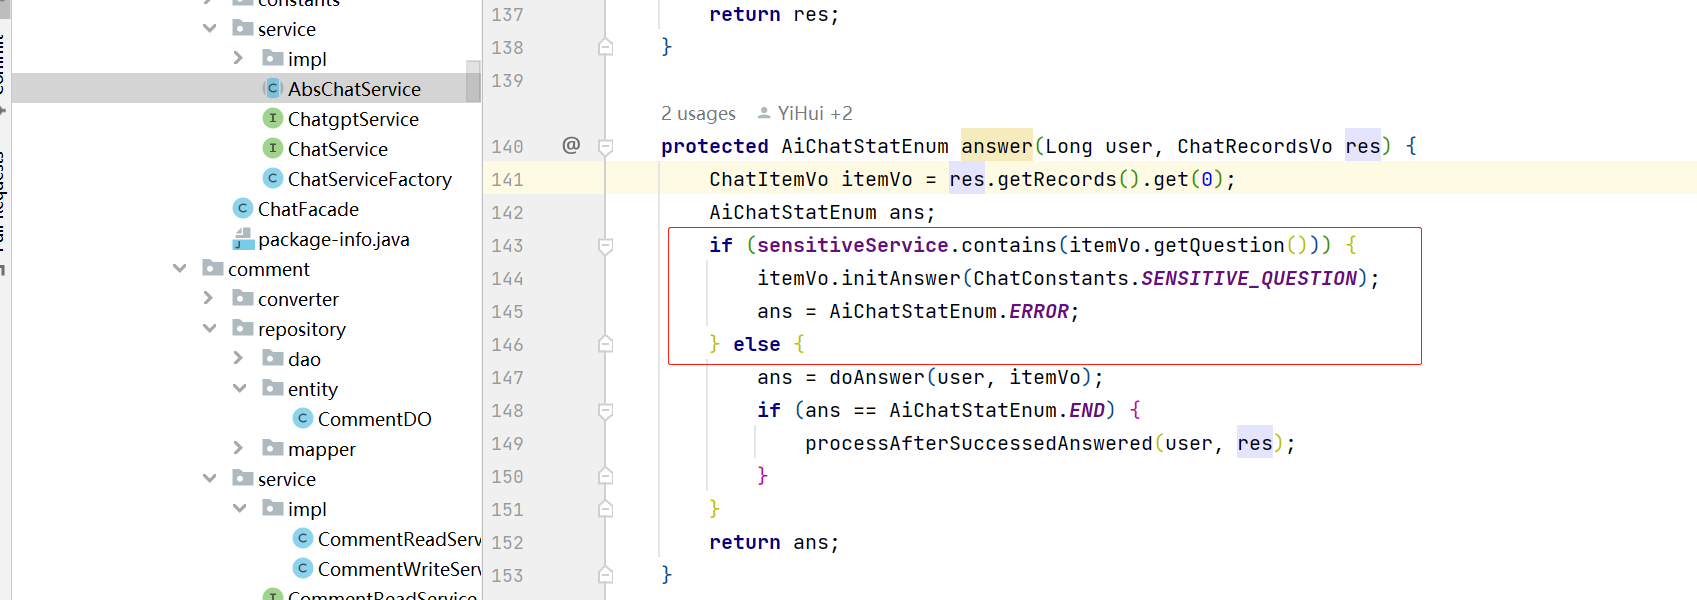 constants
service
impl
AbsChatService
ChatgptService
ChatService
ChatServiceFactory
ChatFacade
package-info.java
comment
converter
repository
dao
entity
CommentDO
mapper
service
impl
CommentReadServ
CommentWriteServ
CommentReadService
Commit
Pull Requests
137 return res;
138 }
139
2 usages YiHui +2
140 @ protected AiChatStatEnum answer(Long user, ChatRecordsVo res) {
141 ChatItemVo itemVo = res.getRecords().get(0);
142 AiChatStatEnum ans;
143 if (sensitiveService.contains(itemVo.getQuestion())) {
144 itemVo.initAnswer(ChatConstants.SENSITIVE_QUESTION);
145 ans = AiChatStatEnum.ERROR;
146 } else {
147 ans = doAnswer(user, itemVo);
148 if (ans == AiChatStatEnum.END) {
149 processAfterSuccessedAnswered(user, res);
150 }
151 }
152 return ans;
153 }